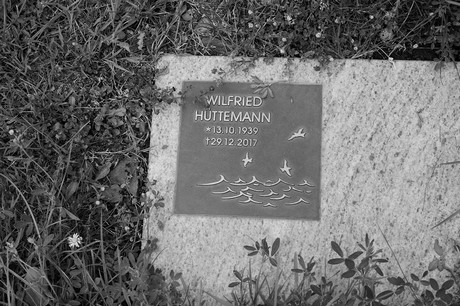 WILFRIED
HÜTTEMANN
*13.10.1939
†29.12.2017